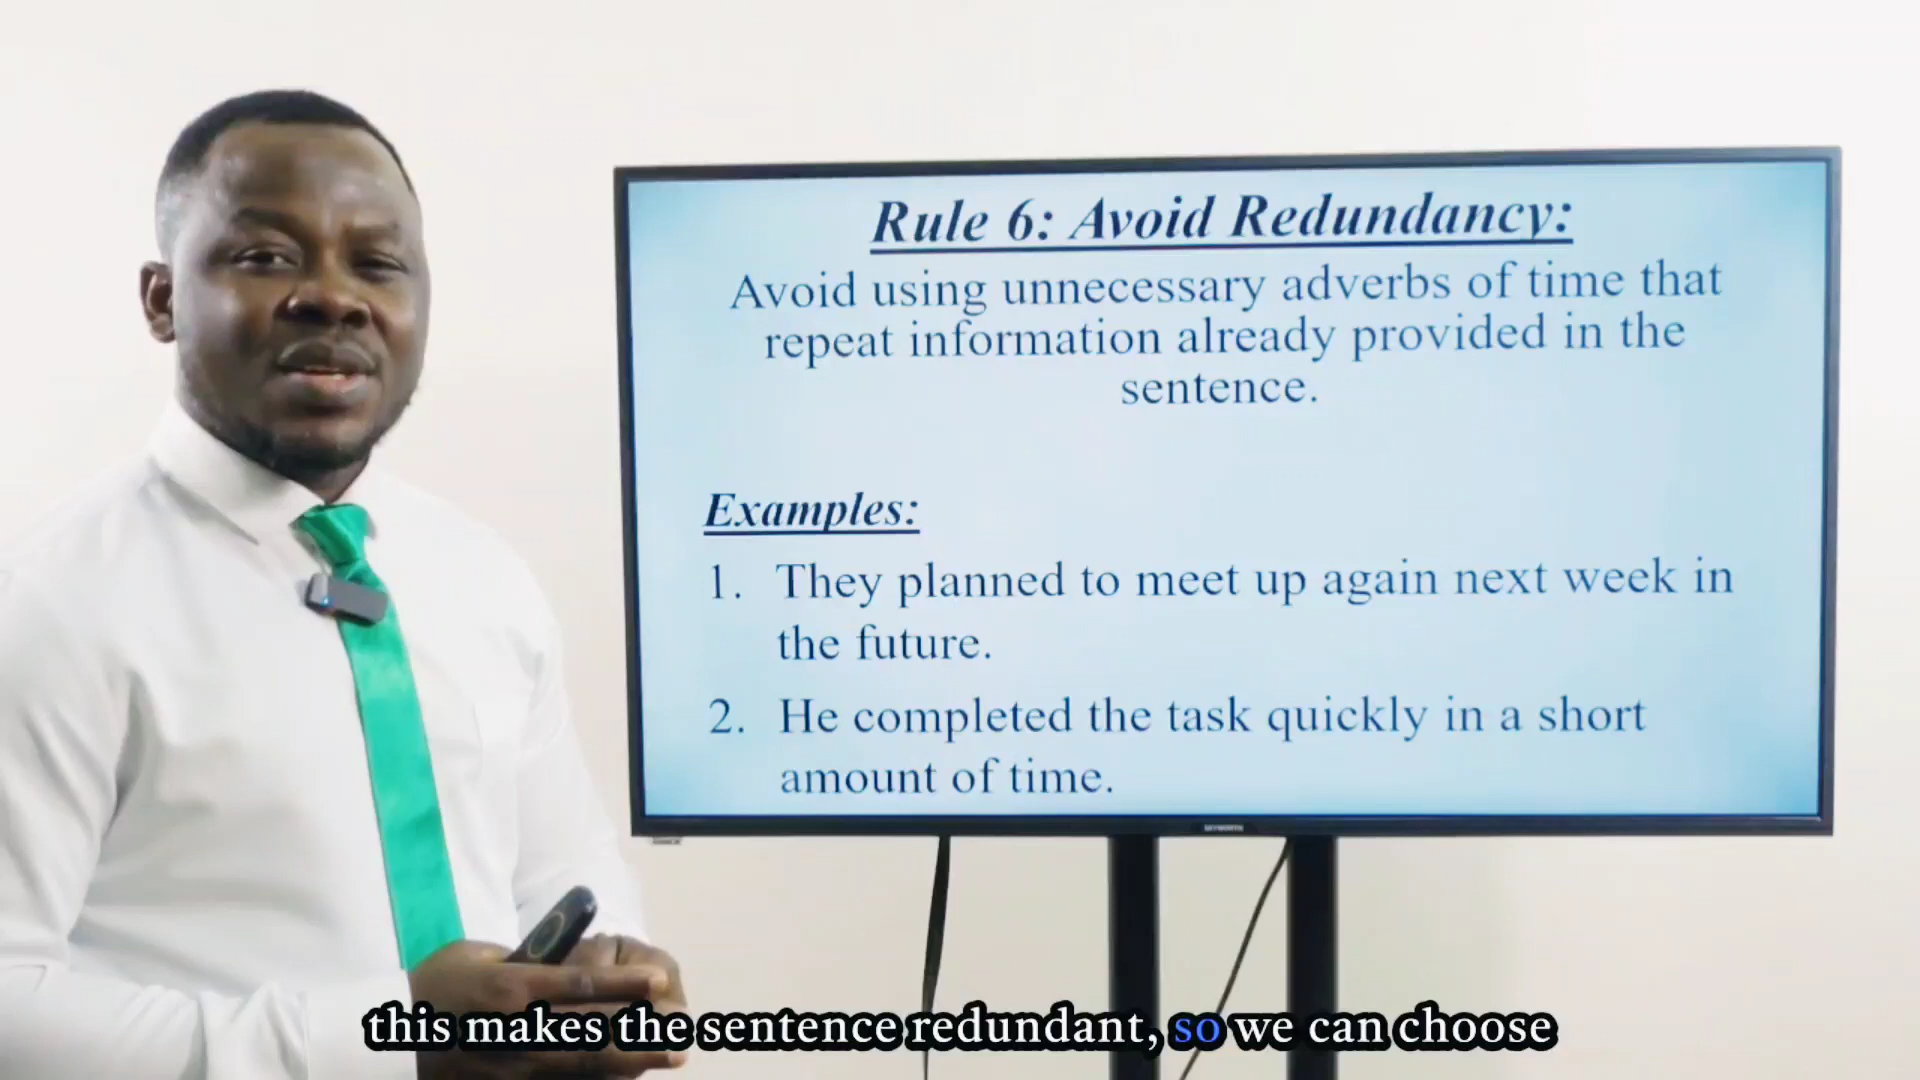 Rule 6: Avoid Redundancy:
Avoid using unnecessary adverbs of time that
repeat information already provided in the
sentence.
Examples:
1. They planned to meet up again next week in
the future.
2. He completed the task quickly in a short
amount of time.
SKYWORTH
this makes the sentence redundant, so we can choose